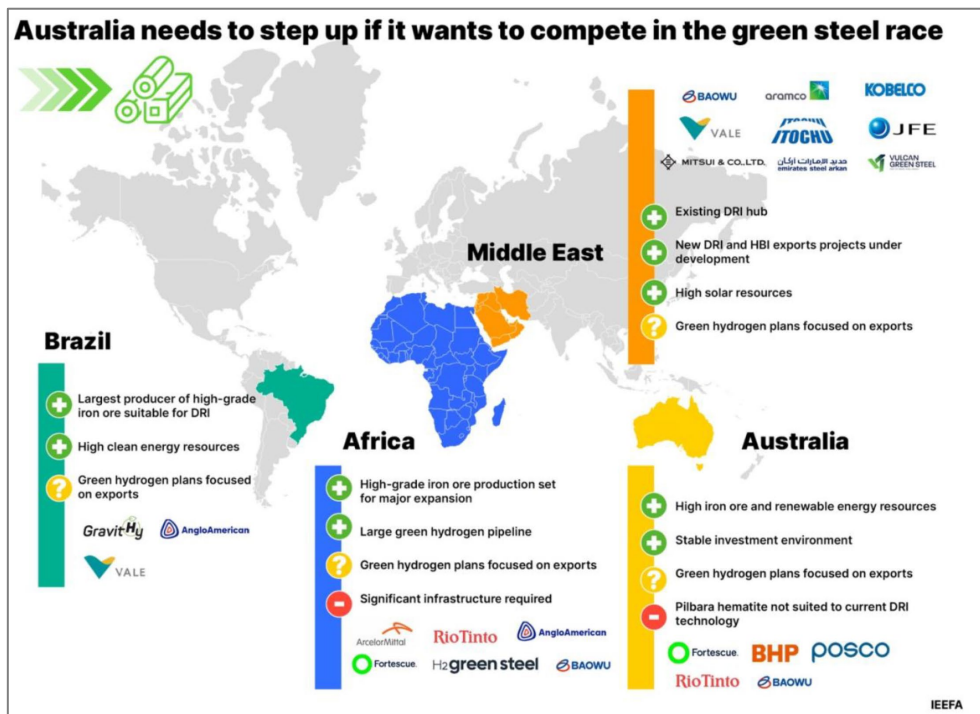 Australia needs to step up if it wants to compete in the green steel race
BAOWU
aramco
KOBELCO
VALE
ITOCHU
ITOCHU
JFE
MITSUI & CO., LTD.
حديد الإمارات أركان
emirates steel arkan
VULCAN
GREEN STEEL
Middle East
Existing DRI hub
New DRI and HBI exports projects under
development
High solar resources
Green hydrogen plans focused on exports
Brazil
Largest producer of high-grade
iron ore suitable for DRI
High clean energy resources
Green hydrogen plans focused
on exports
GravitHy
AngloAmerican
VALE
Africa
High-grade iron ore production set
for major expansion
Large green hydrogen pipeline
Green hydrogen plans focused on exports
Significant infrastructure required
ArcelorMittal
RioTinto
AngloAmerican
Fortescue.
H2 green steel
BAOWU
Australia
High iron ore and renewable energy resources
Stable investment environment
Green hydrogen plans focused on exports
Pilbara hematite not suited to current DRI
technology
Fortescue.
BHP
posco
RioTinto
BAOWU
IEEFA